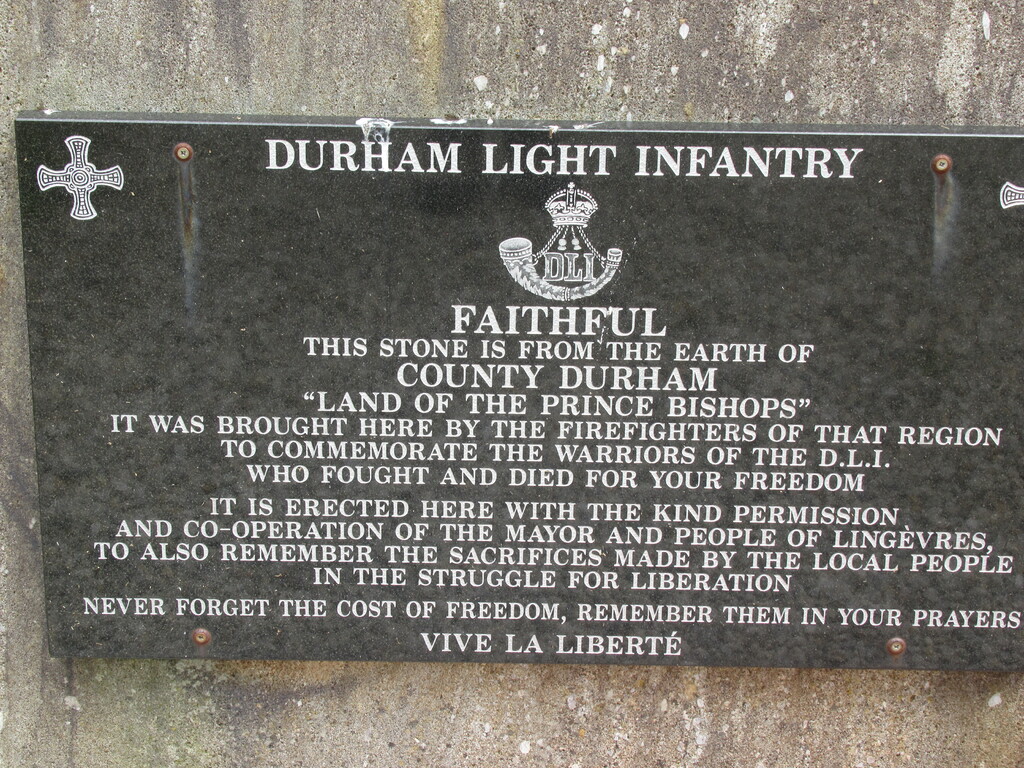 DURHAM LIGHT INFANTRY
DLI
FAITHFUL
THIS STONE IS FROM THE EARTH OF
COUNTY DURHAM
“LAND OF THE PRINCE BISHOPS”
IT WAS BROUGHT HERE BY THE FIREFIGHTERS OF THAT REGION
TO COMMEMORATE THE WARRIORS OF THE D.L.I.
WHO FOUGHT AND DIED FOR YOUR FREEDOM
IT IS ERECTED HERE WITH THE KIND PERMISSION
AND CO-OPERATION OF THE MAYOR AND PEOPLE OF LINGÈVRES,
TO ALSO REMEMBER THE SACRIFICES MADE BY THE LOCAL PEOPLE
IN THE STRUGGLE FOR LIBERATION
NEVER FORGET THE COST OF FREEDOM, REMEMBER THEM IN YOUR PRAYERS
VIVE LA LIBERTÉ